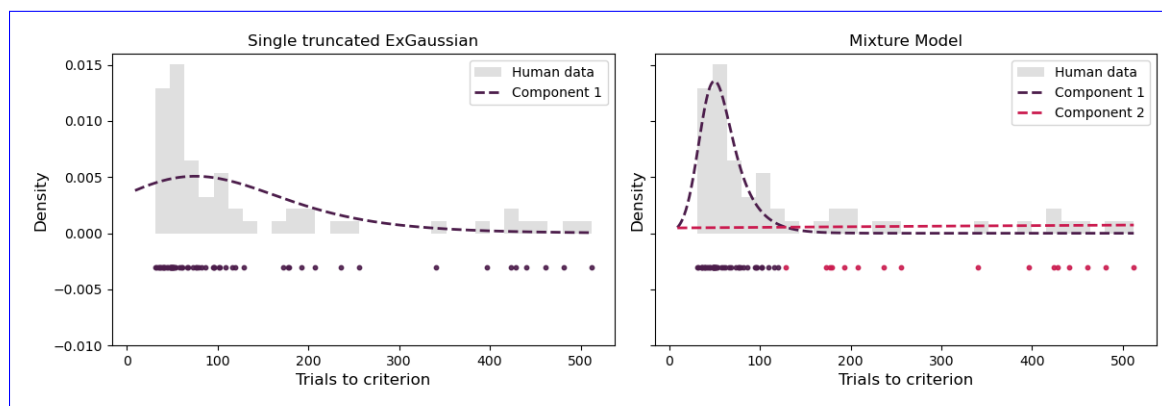 Single truncated ExGaussian
Human data
Component 1
0.015
0.010
0.005
0.000
−0.005
−0.010
Density
0 100 200 300 400 500
Trials to criterion
Mixture Model
Human data
Component 1
Component 2
Density
0 100 200 300 400 500
Trials to criterion